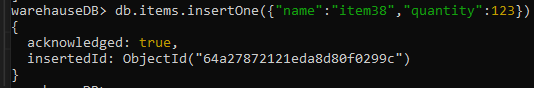 warehauseDB> db.items.insertOne({"name":"item38","quantity":123})
{
  acknowledged: true,
  insertedId: ObjectId("64a27872121eda8d80f0299c")
}